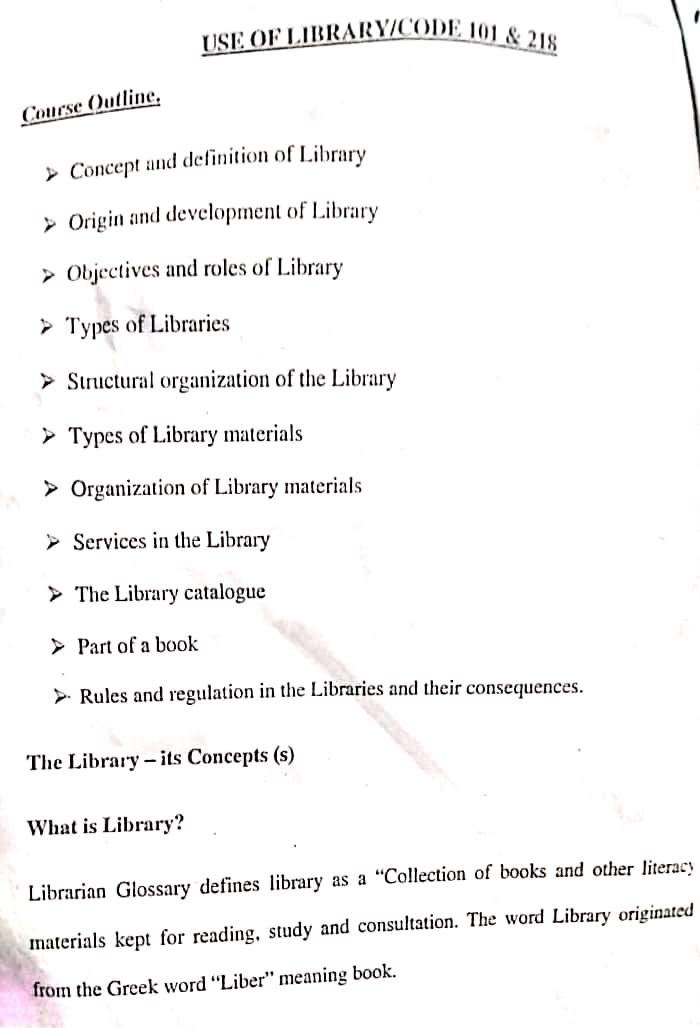 USE OF LIBRARY/CODE 101 & 218
Course Outline.
➢ Concept and definition of Library
➢ Origin and development of Library
➢ Objectives and roles of Library
➢ Types of Libraries
➢ Structural organization of the Library
➢ Types of Library materials
➢ Organization of Library materials
➢ Services in the Library
➢ The Library catalogue
➢ Part of a book
➢ Rules and regulation in the Libraries and their consequences.
The Library – its Concepts (s)
What is Library?
Librarian Glossary defines library as a “Collection of books and other literacy
materials kept for reading, study and consultation. The word Library originated
from the Greek word “Liber” meaning book.